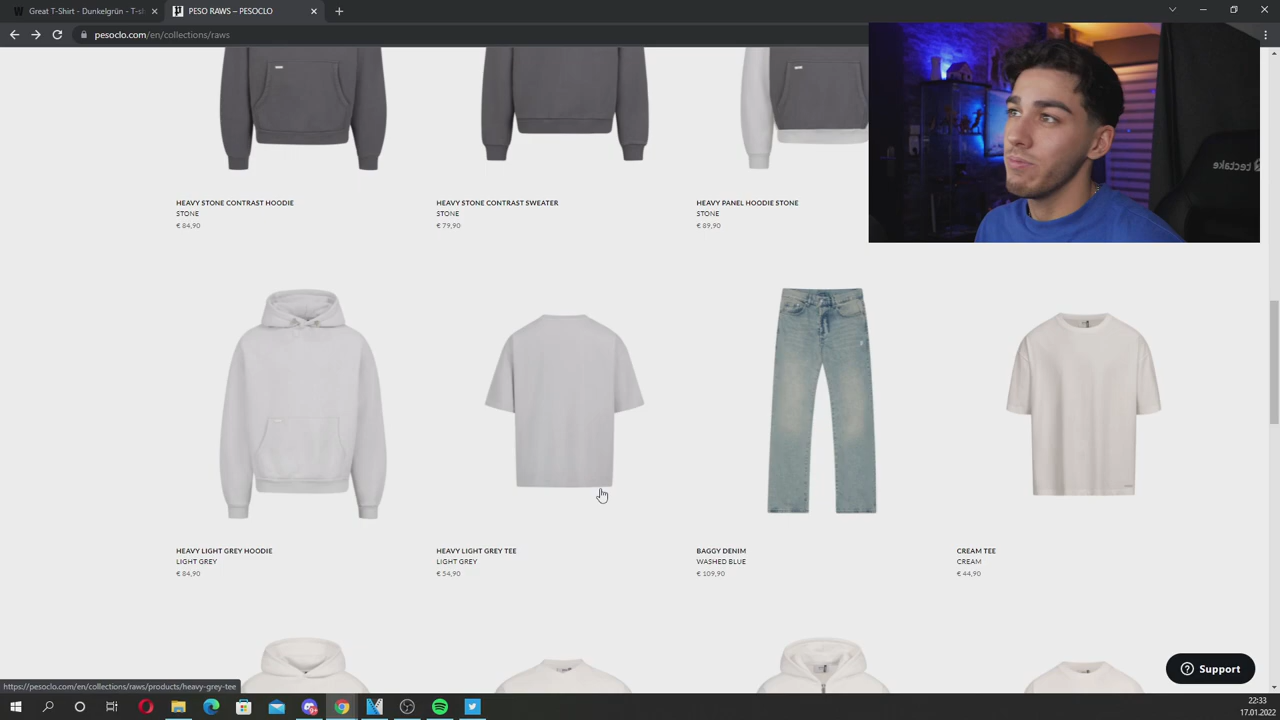 Great T-Shirt - Dunkelgrün - T-sh
PESO RAWS – PESOCLO
pesoclo.com/en/collections/raws
tectake
HEAVY STONE CONTRAST HOODIE
STONE
€ 84,90
HEAVY STONE CONTRAST SWEATER
STONE
€ 79,90
HEAVY PANEL HOODIE STONE
STONE
€ 89,90
HEAVY LIGHT GREY HOODIE
LIGHT GREY
€ 84,90
HEAVY LIGHT GREY TEE
LIGHT GREY
€ 54,90
BAGGY DENIM
WASHED BLUE
€ 109,90
CREAM TEE
CREAM
€ 44,90
Support
https://pesoclo.com/en/collections/raws/products/heavy-grey-tee
22:33
17.01.2022